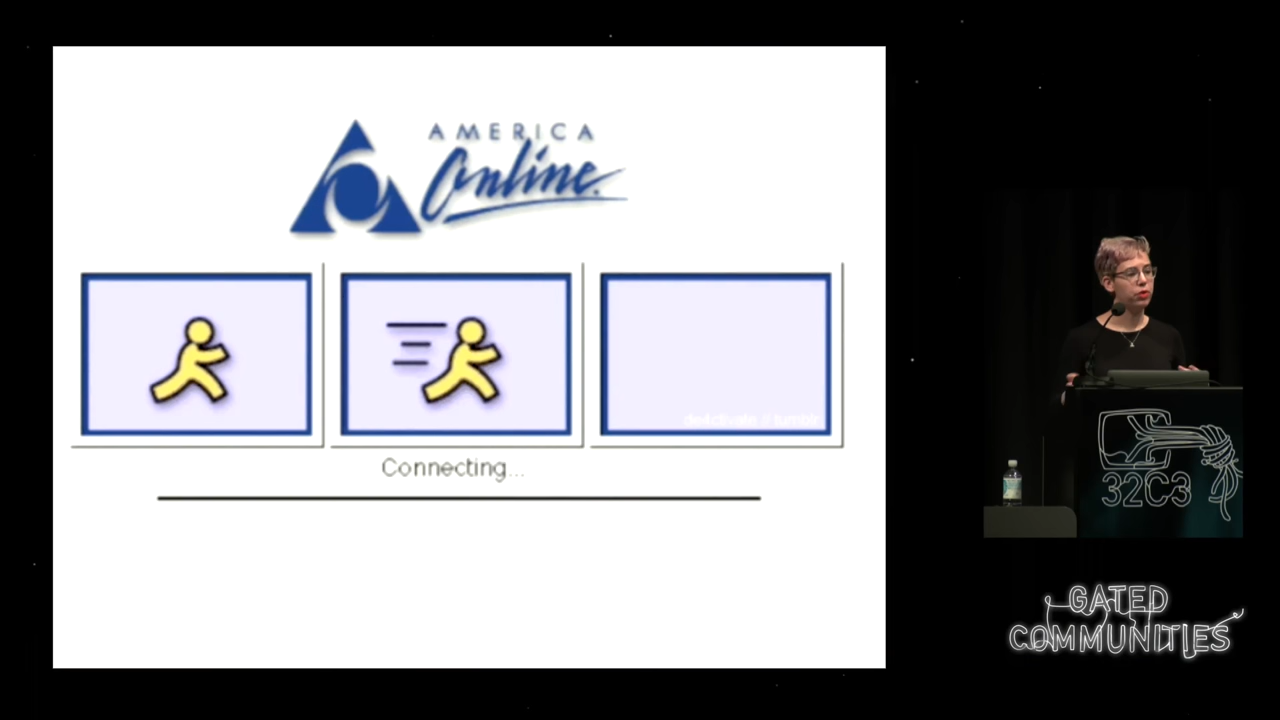 AMERICA
Online.
Connecting...
32C3
GATED
COMMUNITIES